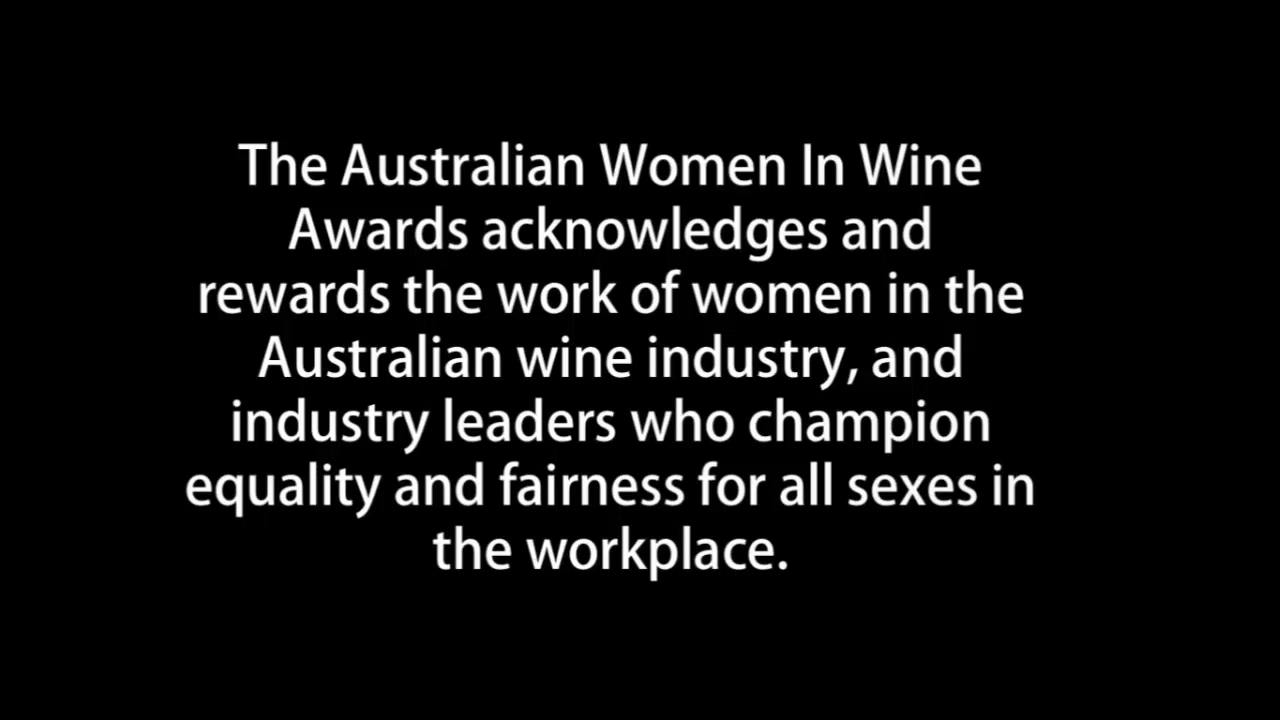 The Australian Women In Wine
Awards acknowledges and
rewards the work of women in the
Australian wine industry, and
industry leaders who champion
equality and fairness for all sexes in
the workplace.